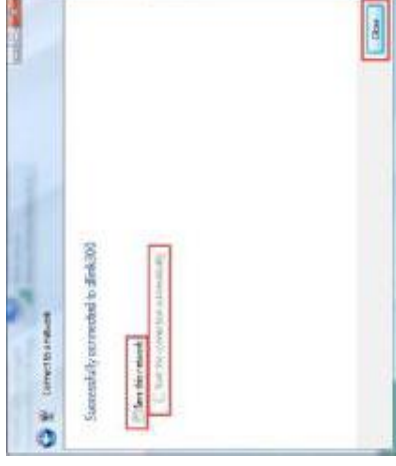 Connect to a network
Successfully connected to dlink300
Save this network
Start this connection automatically
Close